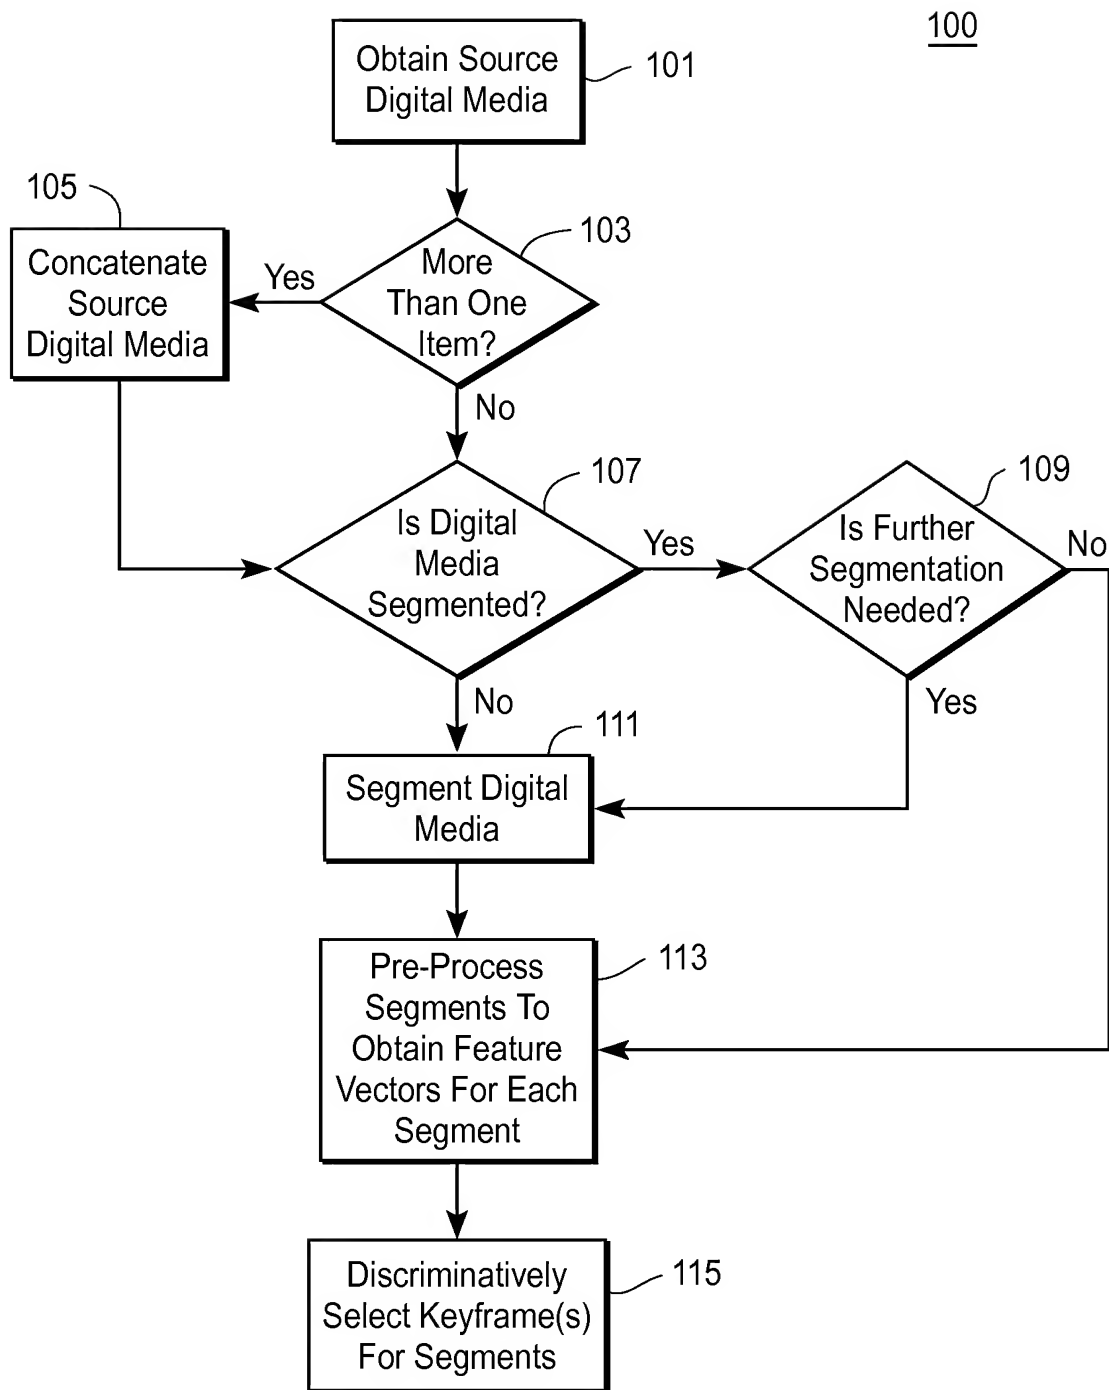 100
Obtain Source
Digital Media
101
105
103
Concatenate
Source
Digital Media
Yes
More
Than One
Item?
No
107
109
Is Digital
Media
Segmented?
Yes
Is Further
Segmentation
Needed?
No
No
Yes
111
Segment Digital
Media
113
Pre-Process
Segments To
Obtain Feature
Vectors For Each
Segment
Discriminatively
Select Keyframe(s)
For Segments
115